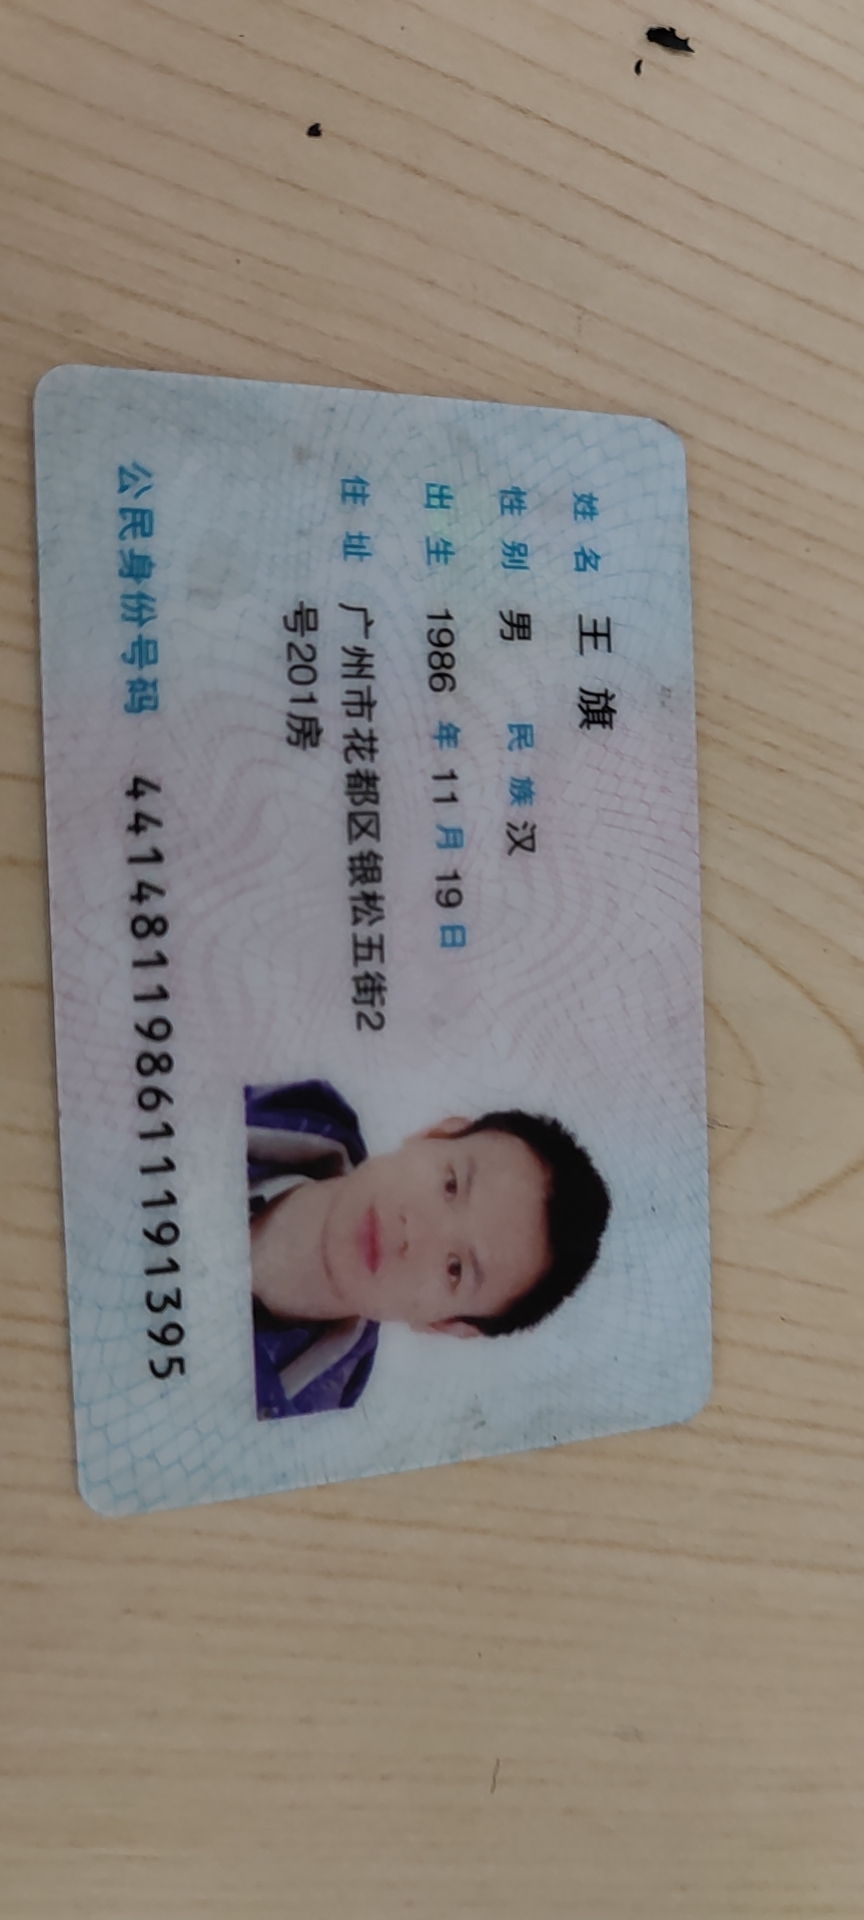 姓名 王旗
性别 男 民族 汉
出生 1986 年 11 月 19 日
住址 广州市花都区银松五街2
号201房
公民身份号码 441481198611191395